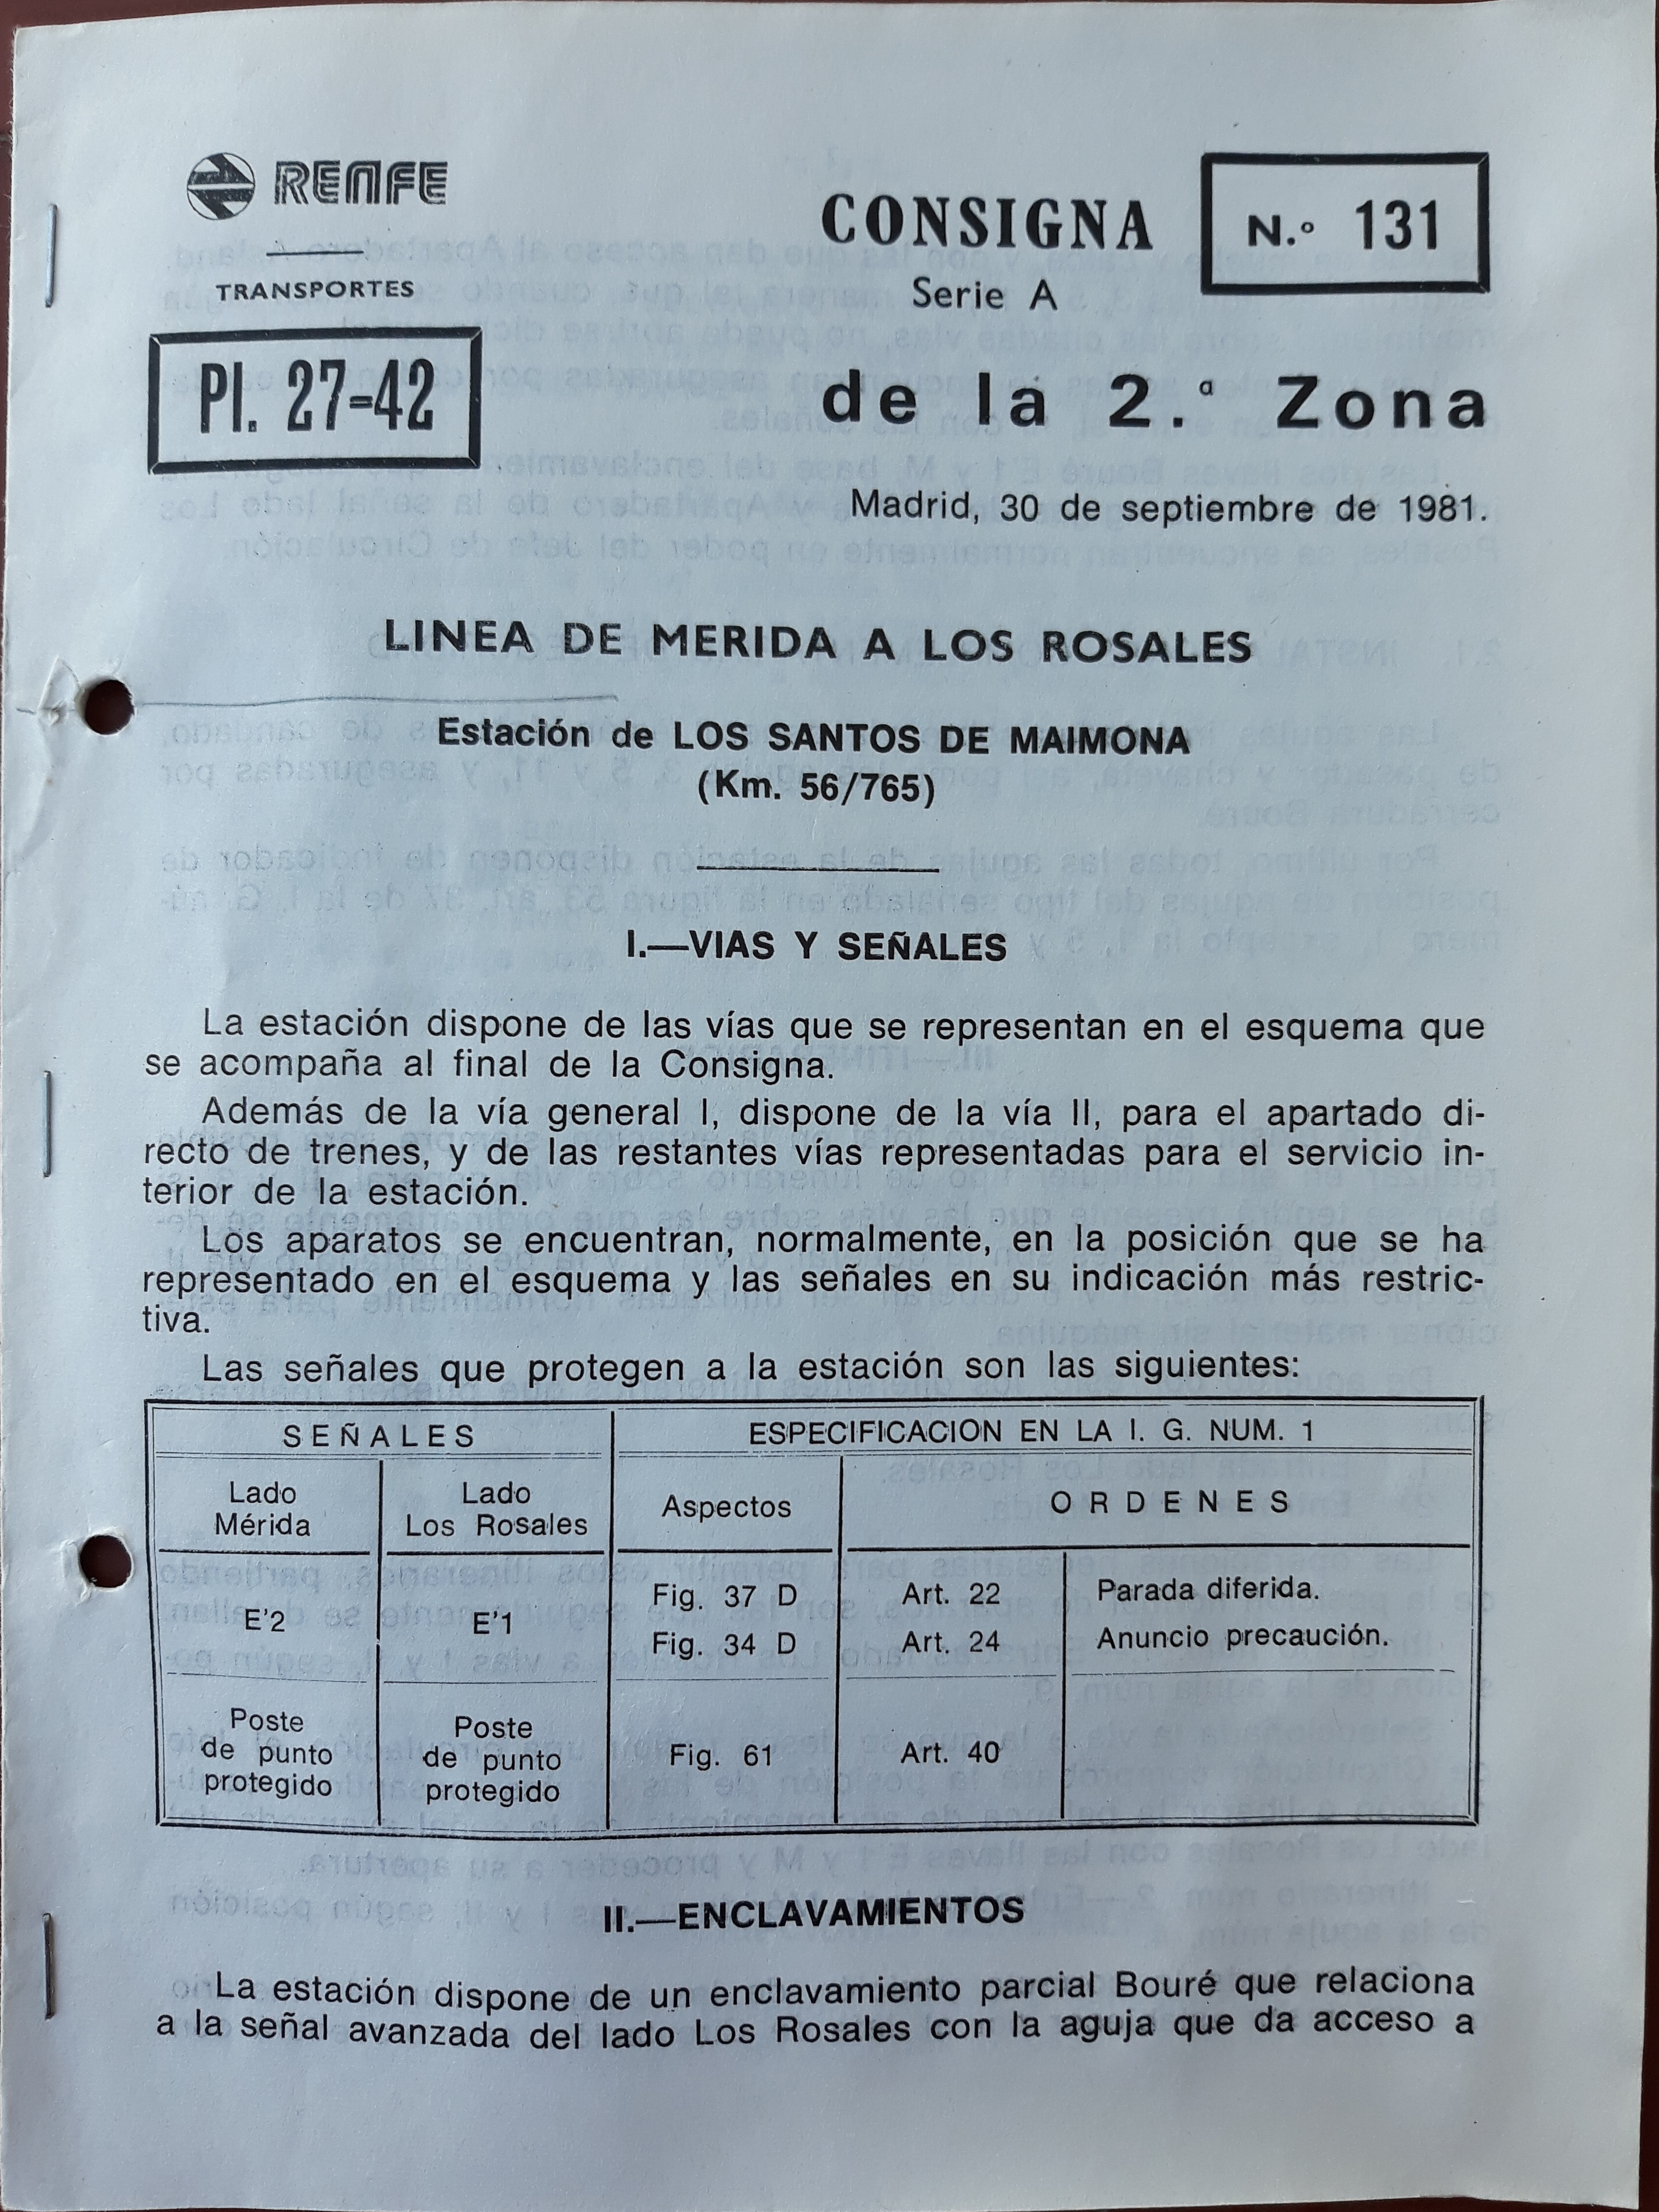 RENFE
TRANSPORTES
CONSIGNA
Serie A
N.º 131
Pl. 27-42
de la 2.ª Zona
Madrid, 30 de septiembre de 1981.
LINEA DE MERIDA A LOS ROSALES
Estación de LOS SANTOS DE MAIMONA
(Km. 56/765)
I.—VIAS Y SEÑALES
La estación dispone de las vías que se representan en el esquema que
se acompaña al final de la Consigna.
Además de la vía general I, dispone de la vía II, para el apartado di-
recto de trenes, y de las restantes vías representadas para el servicio in-
terior de la estación.
Los aparatos se encuentran, normalmente, en la posición que se ha
representado en el esquema y las señales en su indicación más restric-
tiva.
Las señales que protegen a la estación son las siguientes:
SEÑALES
ESPECIFICACION EN LA I. G. NUM. 1
Lado
Mérida
Lado
Los Rosales
Aspectos
ORDENES
E'2
E'1
Fig. 37 D
Art. 22
Parada diferida.
Fig. 34 D
Art. 24
Anuncio precaución.
Poste
de punto
protegido
Poste
de punto
protegido
Fig. 61
Art. 40
II.—ENCLAVAMIENTOS
La estación dispone de un enclavamiento parcial Bouré que relaciona
a la señal avanzada del lado Los Rosales con la aguja que da acceso a